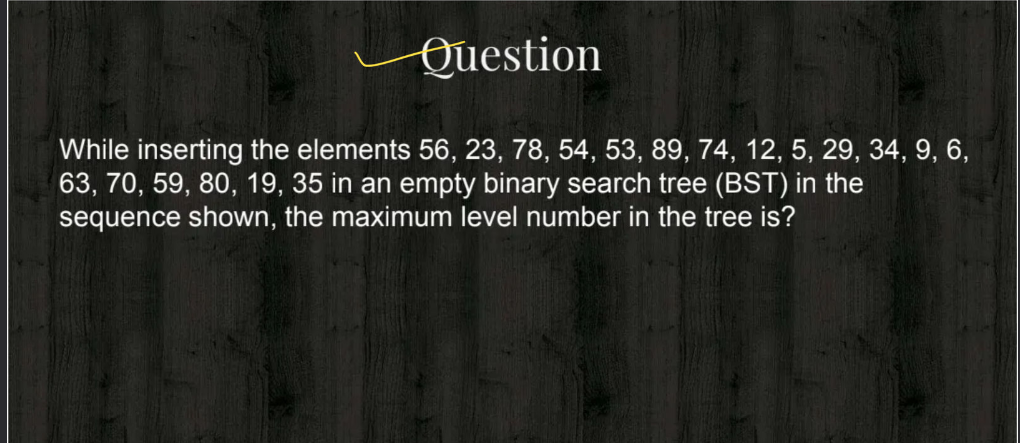 Question
While inserting the elements 56, 23, 78, 54, 53, 89, 74, 12, 5, 29, 34, 9, 6,
63, 70, 59, 80, 19, 35 in an empty binary search tree (BST) in the
sequence shown, the maximum level number in the tree is?